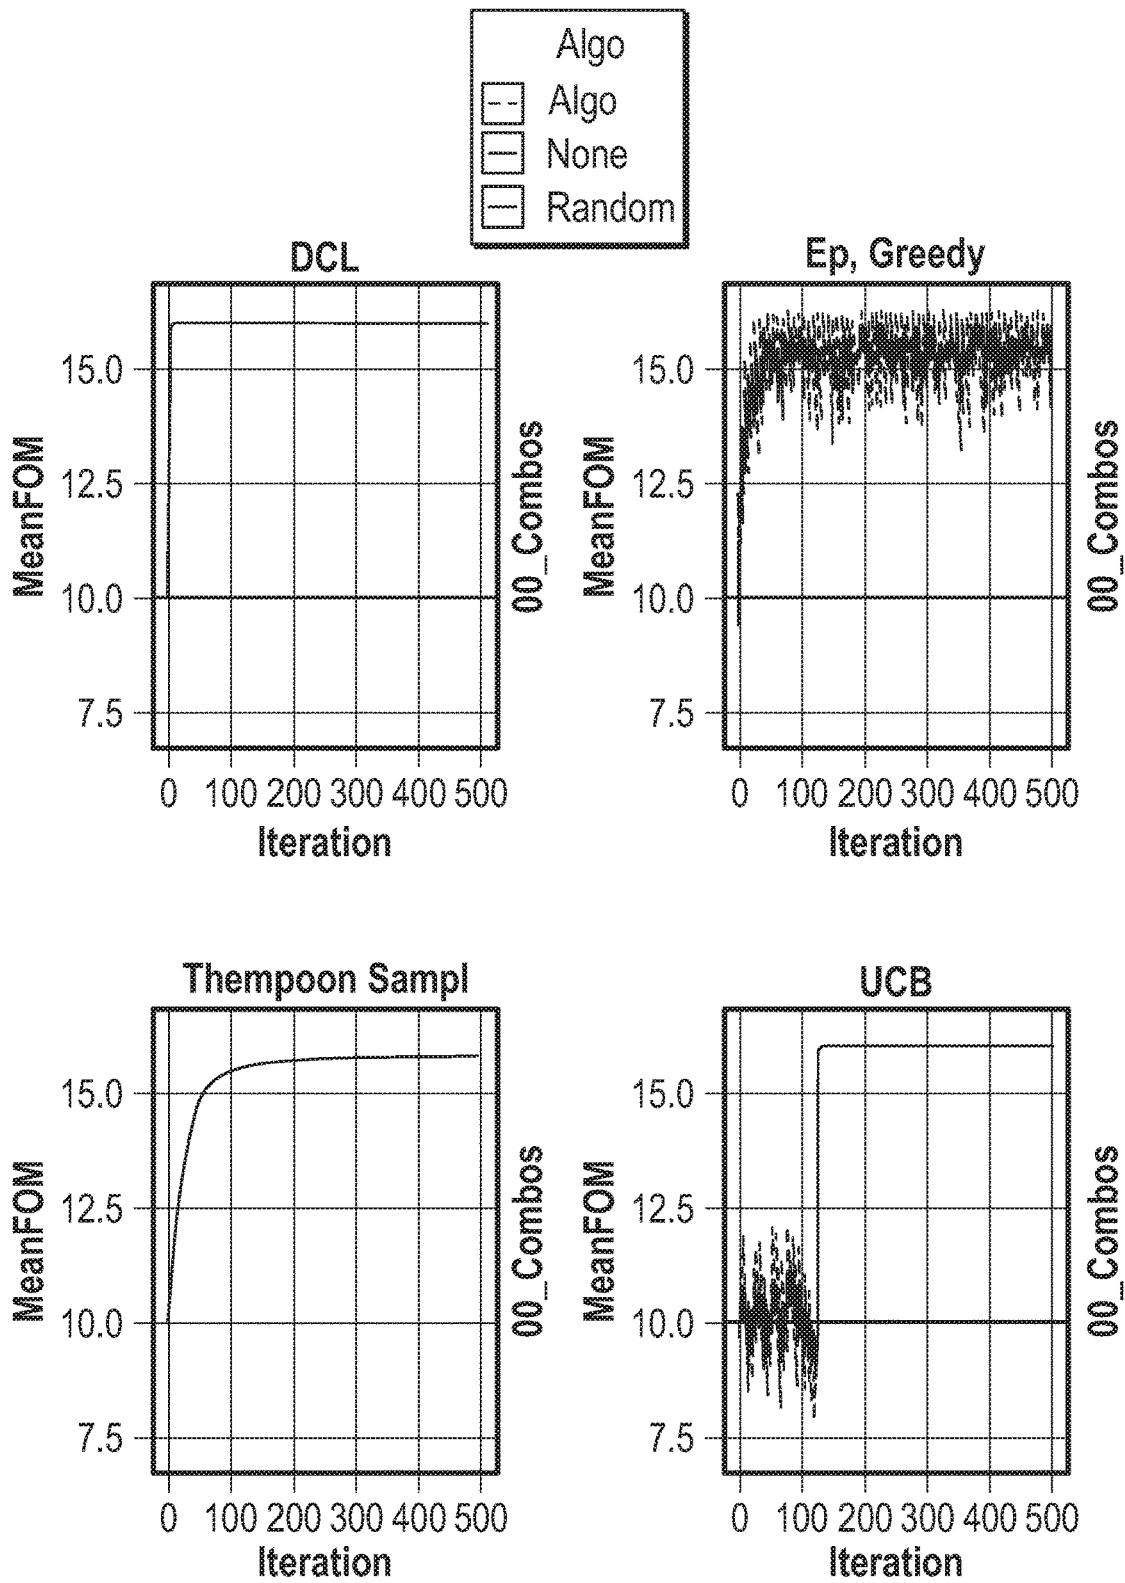 Algo
Algo
None
Random
DCL
MeanFOM
15.0
12.5
10.0
7.5
0 100 200 300 400 500
Iteration
00_Combos
Ep, Greedy
MeanFOM
15.0
12.5
10.0
7.5
0 100 200 300 400 500
Iteration
00_Combos
Thempoon Sampl
MeanFOM
15.0
12.5
10.0
7.5
0 100 200 300 400 500
Iteration
00_Combos
UCB
MeanFOM
15.0
12.5
10.0
7.5
0 100 200 300 400 500
Iteration
00_Combos